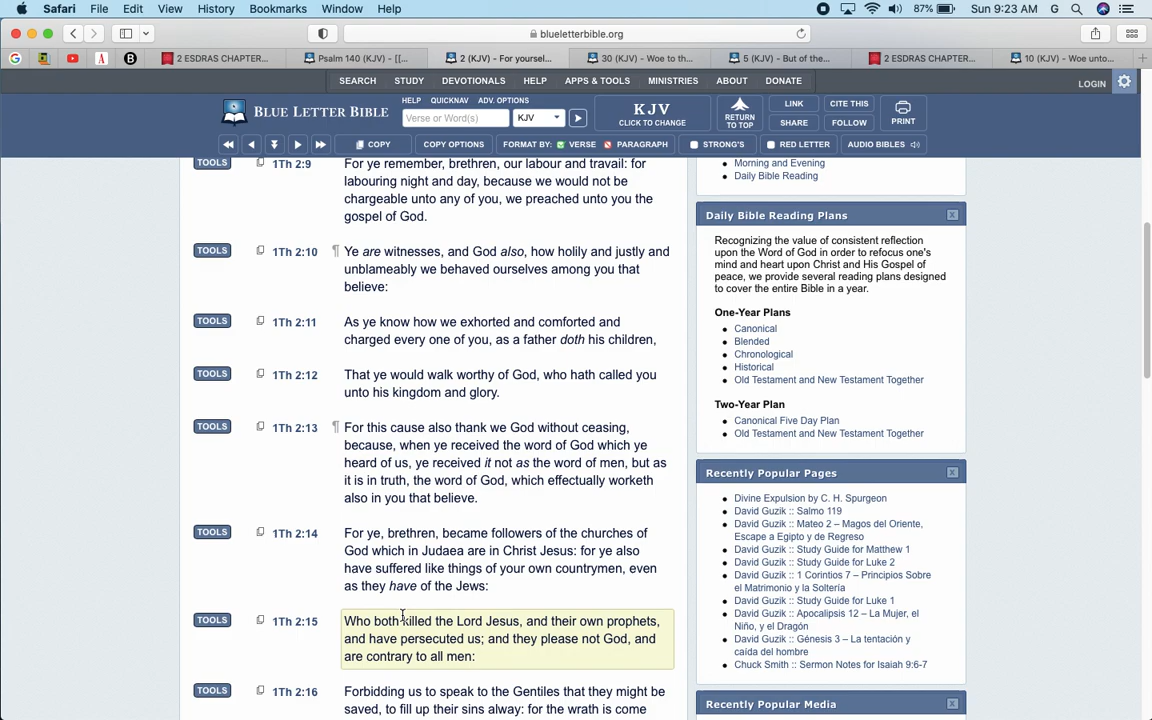 Safari File Edit View History Bookmarks Window Help 87% Sun 9:23 AM G
blueletterbible.org
G A B 2 ESDRAS CHAPTER... Psalm 140 (KJV) - [[... 2 (KJV) - For yoursel... 30 (KJV) - Woe to th... 5 (KJV) - But of the... 2 ESDRAS CHAPTER... 10 (KJV) - Woe unto...
SEARCH STUDY DEVOTIONALS HELP APPS & TOOLS MINISTRIES ABOUT DONATE LOGIN
BLUE LETTER BIBLE
HELP QUICKNAV ADV. OPTIONS
Verse or Word(s) KJV
KJV
CLICK TO CHANGE
RETURN
TO TOP
LINK CITE THIS
SHARE FOLLOW
PRINT
COPY COPY OPTIONS FORMAT BY: VERSE PARAGRAPH STRONG'S RED LETTER AUDIO BIBLES
TOOLS 1Th 2:9 For ye remember, brethren, our labour and travail: for
labouring night and day, because we would not be
chargeable unto any of you, we preached unto you the
gospel of God.
TOOLS 1Th 2:10 ¶ Ye are witnesses, and God also, how holily and justly and
unblameably we behaved ourselves among you that
believe:
TOOLS 1Th 2:11 As ye know how we exhorted and comforted and
charged every one of you, as a father doth his children,
TOOLS 1Th 2:12 That ye would walk worthy of God, who hath called you
unto his kingdom and glory.
TOOLS 1Th 2:13 ¶ For this cause also thank we God without ceasing,
because, when ye received the word of God which ye
heard of us, ye received it not as the word of men, but as
it is in truth, the word of God, which effectually worketh
also in you that believe.
TOOLS 1Th 2:14 For ye, brethren, became followers of the churches of
God which in Judaea are in Christ Jesus: for ye also
have suffered like things of your own countrymen, even
as they have of the Jews:
TOOLS 1Th 2:15 Who both killed the Lord Jesus, and their own prophets,
and have persecuted us; and they please not God, and
are contrary to all men:
TOOLS 1Th 2:16 Forbidding us to speak to the Gentiles that they might be
saved, to fill up their sins alway: for the wrath is come
Morning and Evening
Daily Bible Reading
Daily Bible Reading Plans
Recognizing the value of consistent reflection
upon the Word of God in order to refocus one's
mind and heart upon Christ and His Gospel of
peace, we provide several reading plans designed
to cover the entire Bible in a year.
One-Year Plans
Canonical
Blended
Chronological
Historical
Old Testament and New Testament Together
Two-Year Plan
Canonical Five Day Plan
Old Testament and New Testament Together
Recently Popular Pages
Divine Expulsion by C. H. Spurgeon
David Guzik :: Salmo 119
David Guzik :: Mateo 2 – Magos del Oriente,
Escape a Egipto y de Regreso
David Guzik :: Study Guide for Matthew 1
David Guzik :: Study Guide for Luke 2
David Guzik :: 1 Corintios 7 – Principios Sobre
el Matrimonio y la Soltería
David Guzik :: Study Guide for Luke 1
David Guzik :: Apocalipsis 12 – La Mujer, el
Niño, y el Dragón
David Guzik :: Génesis 3 – La tentación y
caída del hombre
Chuck Smith :: Sermon Notes for Isaiah 9:6-7
Recently Popular Media